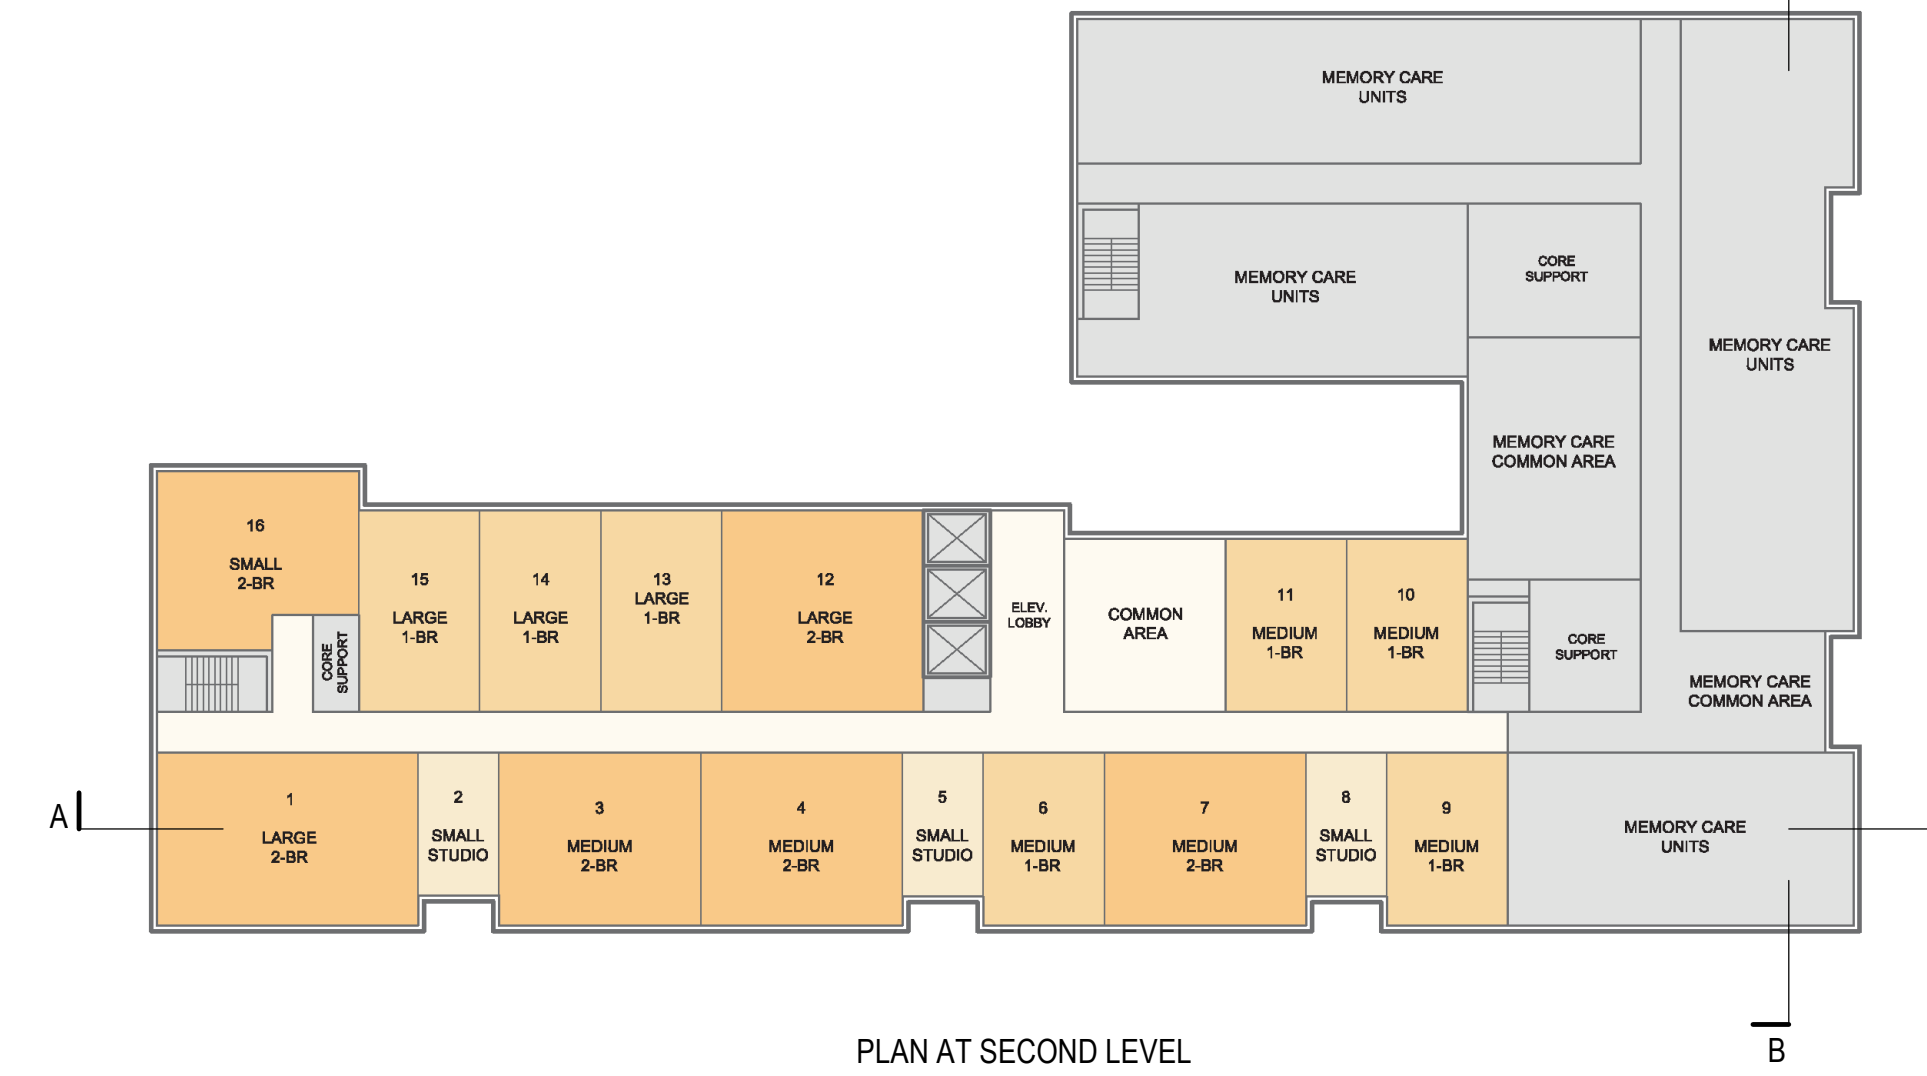 MEMORY CARE
UNITS
MEMORY CARE
UNITS
CORE
SUPPORT
MEMORY CARE
UNITS
MEMORY CARE
COMMON AREA
16
SMALL
2-BR
CORE
SUPPORT
15
LARGE
1-BR
14
LARGE
1-BR
13
LARGE
1-BR
12
LARGE
2-BR
ELEV.
LOBBY
COMMON
AREA
11
MEDIUM
1-BR
10
MEDIUM
1-BR
CORE
SUPPORT
MEMORY CARE
COMMON AREA
A
1
LARGE
2-BR
2
SMALL
STUDIO
3
MEDIUM
2-BR
4
MEDIUM
2-BR
5
SMALL
STUDIO
6
MEDIUM
1-BR
7
MEDIUM
2-BR
8
SMALL
STUDIO
9
MEDIUM
1-BR
MEMORY CARE
UNITS
PLAN AT SECOND LEVEL
B